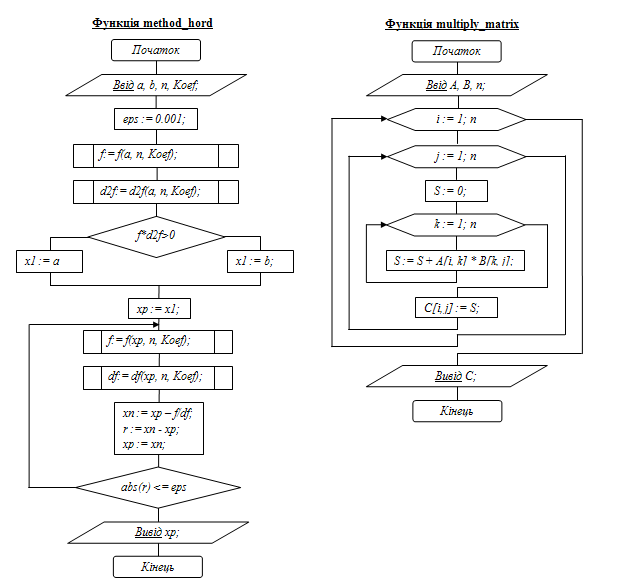 Функція method_hord
Початок
Ввід a, b, n, Koef;
eps := 0.001;
f:= f(a, n, Koef);
d2f:= d2f(a, n, Koef);
f*d2f>0
x1 := a
x1 := b;
xp := x1;
f:= f(xp, n, Koef);
df:= df(xp, n, Koef);
xn := xp – f/df;
r := xn - xp;
xp := xn;
abs(r) <= eps
Вивід xp;
Кінець
Функція multiply_matrix
Початок
Ввід A, B, n;
i := 1; n
j := 1; n
S := 0;
k := 1; n
S := S + A[i, k] * B[k, j];
C[i, j] := S;
Вивід C;
Кінець